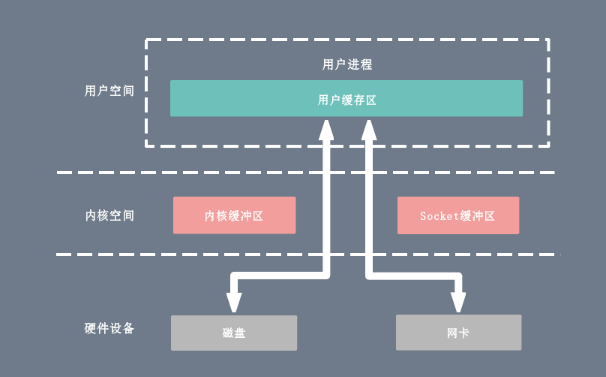 用户进程
用户空间
用户缓存区
内核空间
内核缓冲区
Socket缓冲区
硬件设备
磁盘
网卡